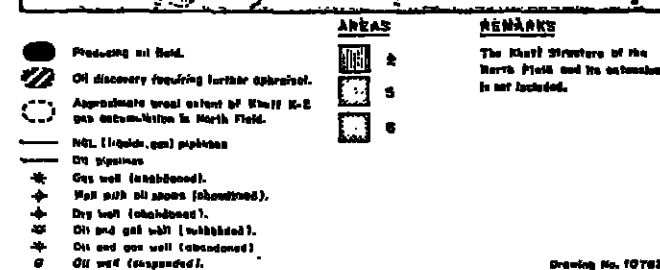 AREAS
REMARKS
Producing oil field.
Oil discovery requiring further appraisal.
Approximate areal extent of Khuff K-2
gas accumulation in North Field.
NGL (liquids, gas) pipelines
Oil pipelines
Gas well (abandoned).
Well with oil shows (abandoned).
Dry well (abandoned).
Oil and gas well (suspended).
Oil and gas well (abandoned)
Oil well (suspended).
4
5
6
The Khuff Structure of the
North Field and its extension
is not included.
Drawing No.